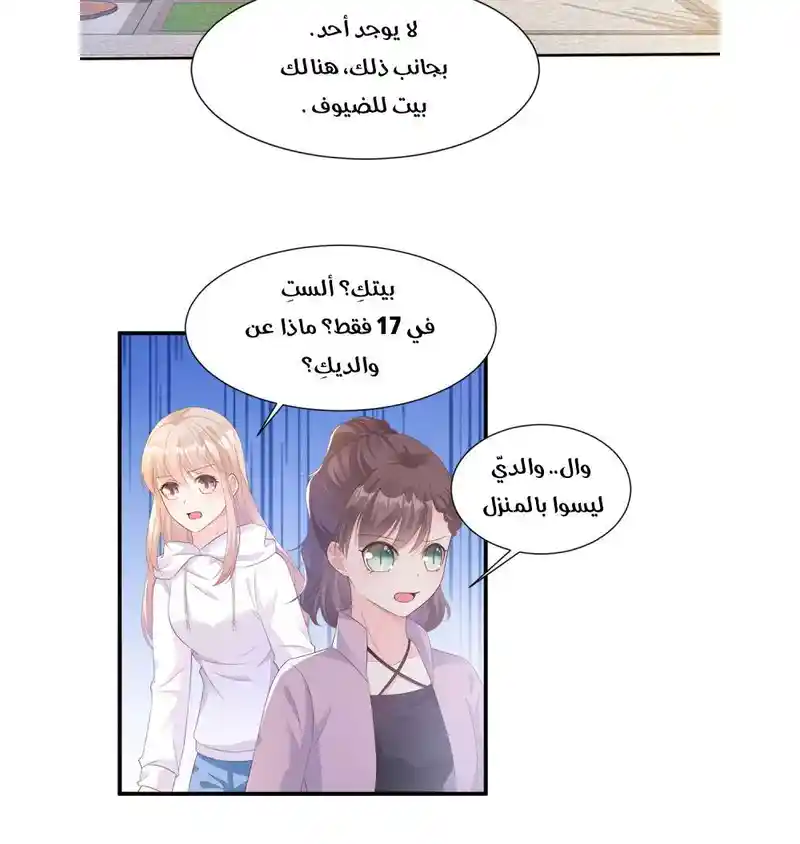 لا يوجد أحد.
بجانب ذلك، هنالك
بيت للضيوف .
بيتكِ؟ ألستِ
في 17 فقط؟ ماذا عن
والديكِ؟
وال.. والديّ
ليسوا بالمنزل